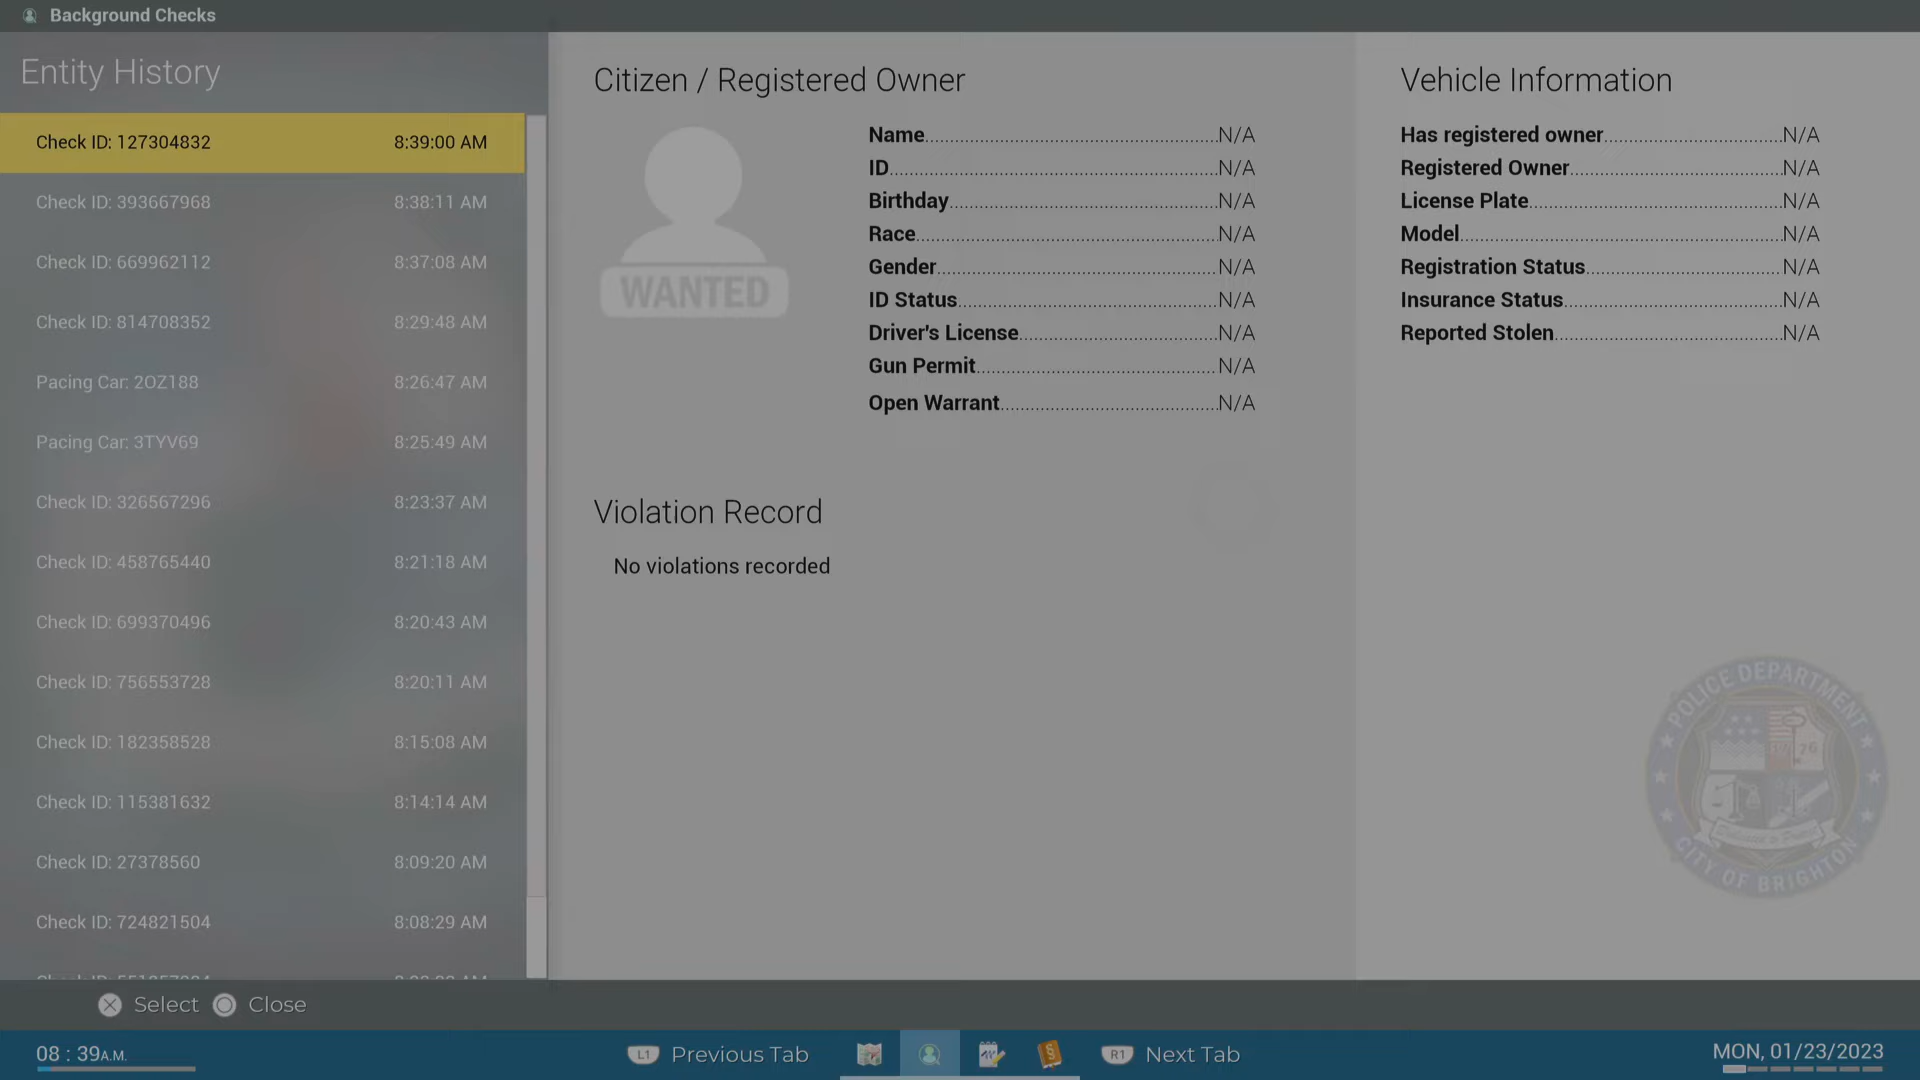 Background Checks
Entity History
Check ID: 127304832 8:39:00 AM
Check ID: 393667968 8:38:11 AM
Check ID: 669962112 8:37:08 AM
Check ID: 814708352 8:29:48 AM
Pacing Car: 2OZ188 8:26:47 AM
Pacing Car: 3TYV69 8:25:49 AM
Check ID: 326567296 8:23:37 AM
Check ID: 458765440 8:21:18 AM
Check ID: 699370496 8:20:43 AM
Check ID: 756553728 8:20:11 AM
Check ID: 182358528 8:15:08 AM
Check ID: 115381632 8:14:14 AM
Check ID: 27378560 8:09:20 AM
Check ID: 724821504 8:08:29 AM
Citizen / Registered Owner
WANTED
Name N/A
ID N/A
Birthday N/A
Race N/A
Gender N/A
ID Status N/A
Driver's License N/A
Gun Permit N/A
Open Warrant N/A
Violation Record
No violations recorded
Vehicle Information
Has registered owner N/A
Registered Owner N/A
License Plate N/A
Model N/A
Registration Status N/A
Insurance Status N/A
Reported Stolen N/A
POLICE DEPARTMENT
17 76
CITY OF BRIGHTON
Select Close
08 : 39 A.M.
L1 Previous Tab
R1 Next Tab
MON, 01/23/2023